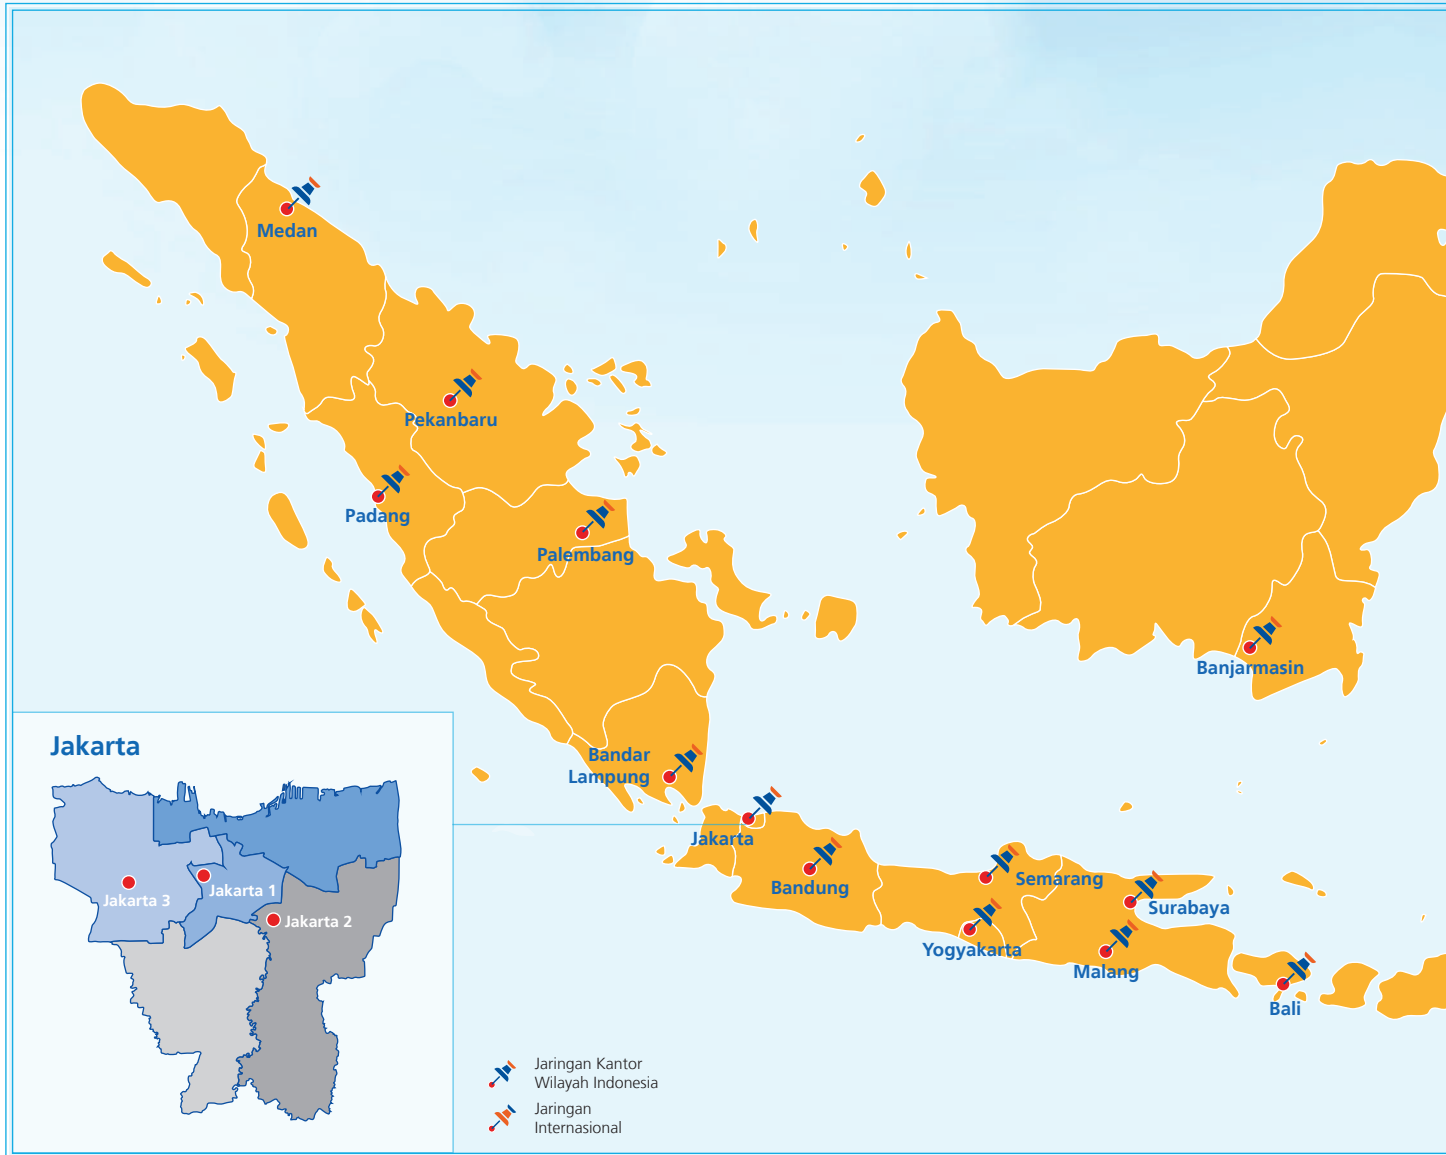 Medan
Pekanbaru
Padang
Palembang
Banjarmasin
Bandar
Lampung
Jakarta
Bandung
Semarang
Surabaya
Yogyakarta
Malang
Bali
Jakarta
Jakarta 3
Jakarta 1
Jakarta 2
Jaringan Kantor
Wilayah Indonesia
Jaringan
Internasional